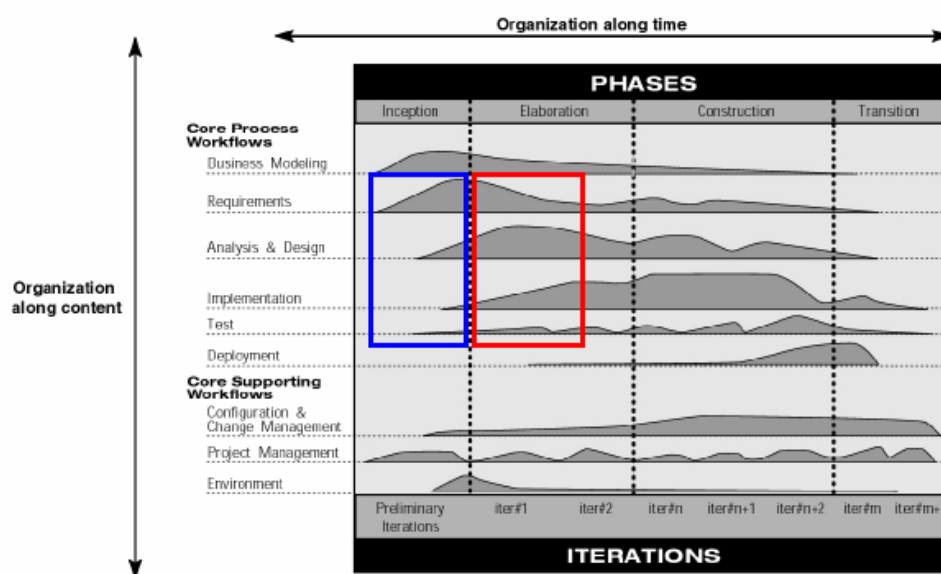 Organization along time
PHASES
Inception Elaboration Construction Transition
Core Process
Workflows
Business Modeling
Requirements
Analysis & Design
Organization
along content
Implementation
Test
Deployment
Core Supporting
Workflows
Configuration &
Change Management
Project Management
Environment
Preliminary
Iterations
iter#1 iter#2 iter#n iter#n+1 iter#n+2 iter#m iter#m+
ITERATIONS